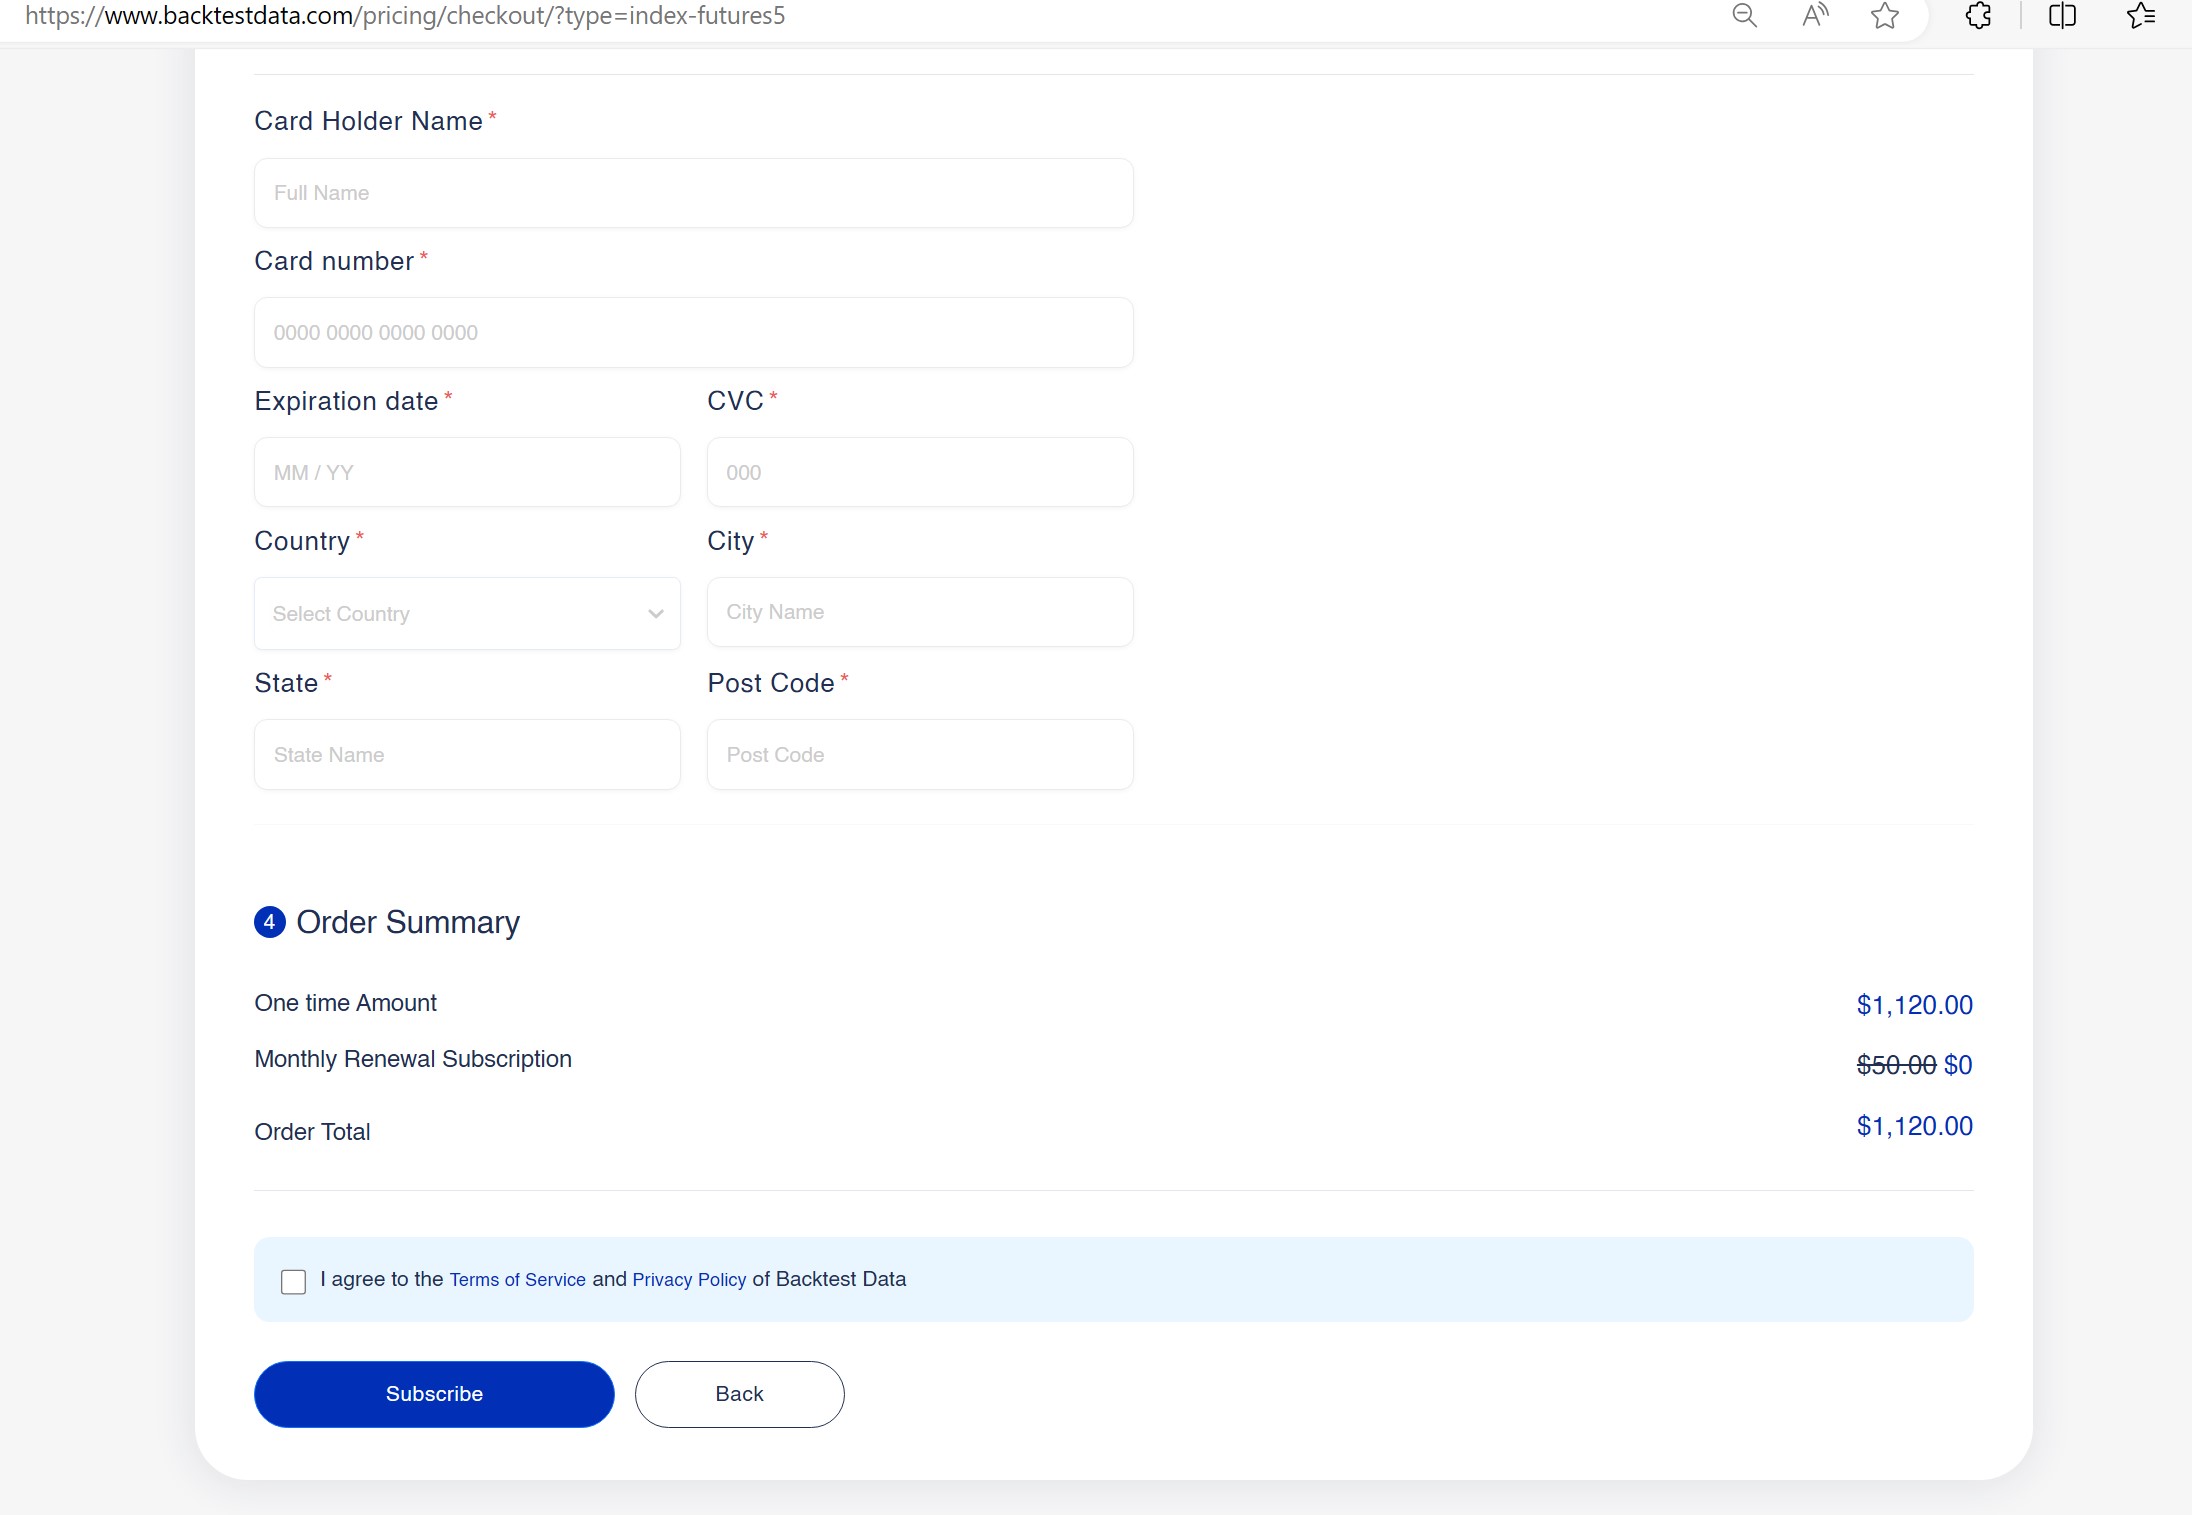 https://www.backtestdata.com/pricing/checkout/?type=index-futures5
Card Holder Name *
Full Name
Card number *
0000 0000 0000 0000
Expiration date * CVC *
MM / YY 000
Country * City *
Select Country City Name
State * Post Code *
State Name Post Code
4 Order Summary
One time Amount $1,120.00
Monthly Renewal Subscription $50.00 $0
Order Total $1,120.00
I agree to the Terms of Service and Privacy Policy of Backtest Data
Subscribe Back